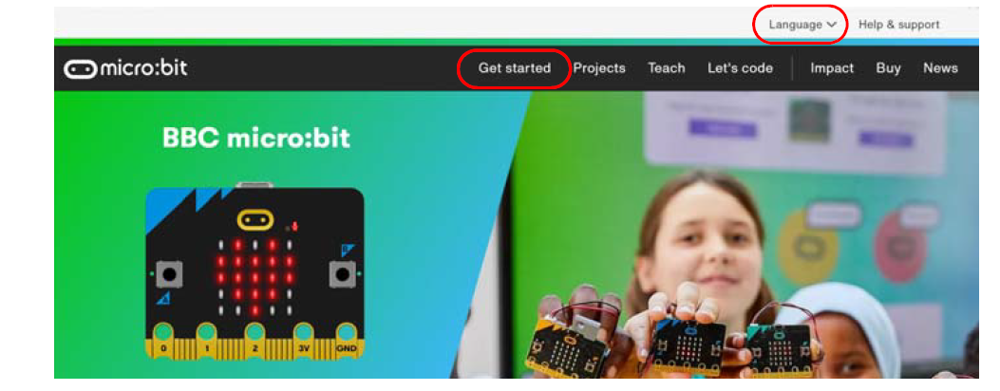 Language Help & support
micro:bit Get started Projects Teach Let's code Impact Buy News
BBC micro:bit
0 1 2 3V GND